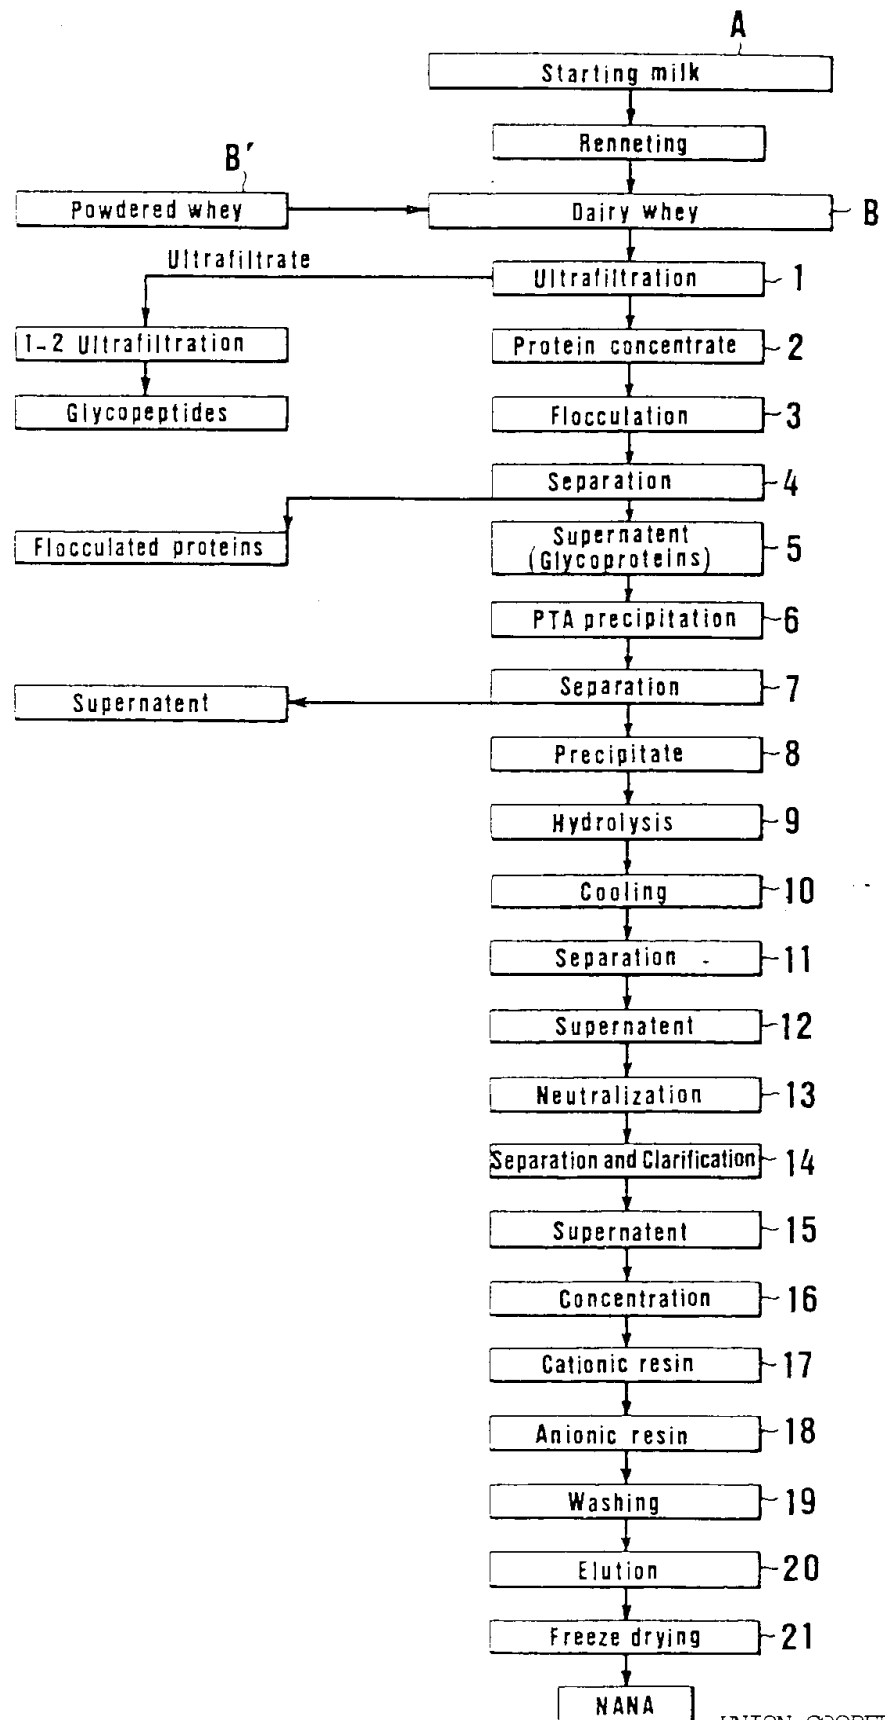 A
Starting milk
Renneting
B′
Powdered whey
Dairy whey
B
Ultrafiltrate
Ultrafiltration
1
1-2 Ultrafiltration
Protein concentrate
2
Glycopeptides
Flocculation
3
Separation
4
Flocculated proteins
Supernatent
(Glycoproteins)
5
PTA precipitation
6
Separation
7
Supernatent
Precipitate
8
Hydrolysis
9
Cooling
10
Separation
11
Supernatent
12
Neutralization
13
Separation and Clarification
14
Supernatent
15
Concentration
16
Cationic resin
17
Anionic resin
18
Washing
19
Elution
20
Freeze drying
21
NANA